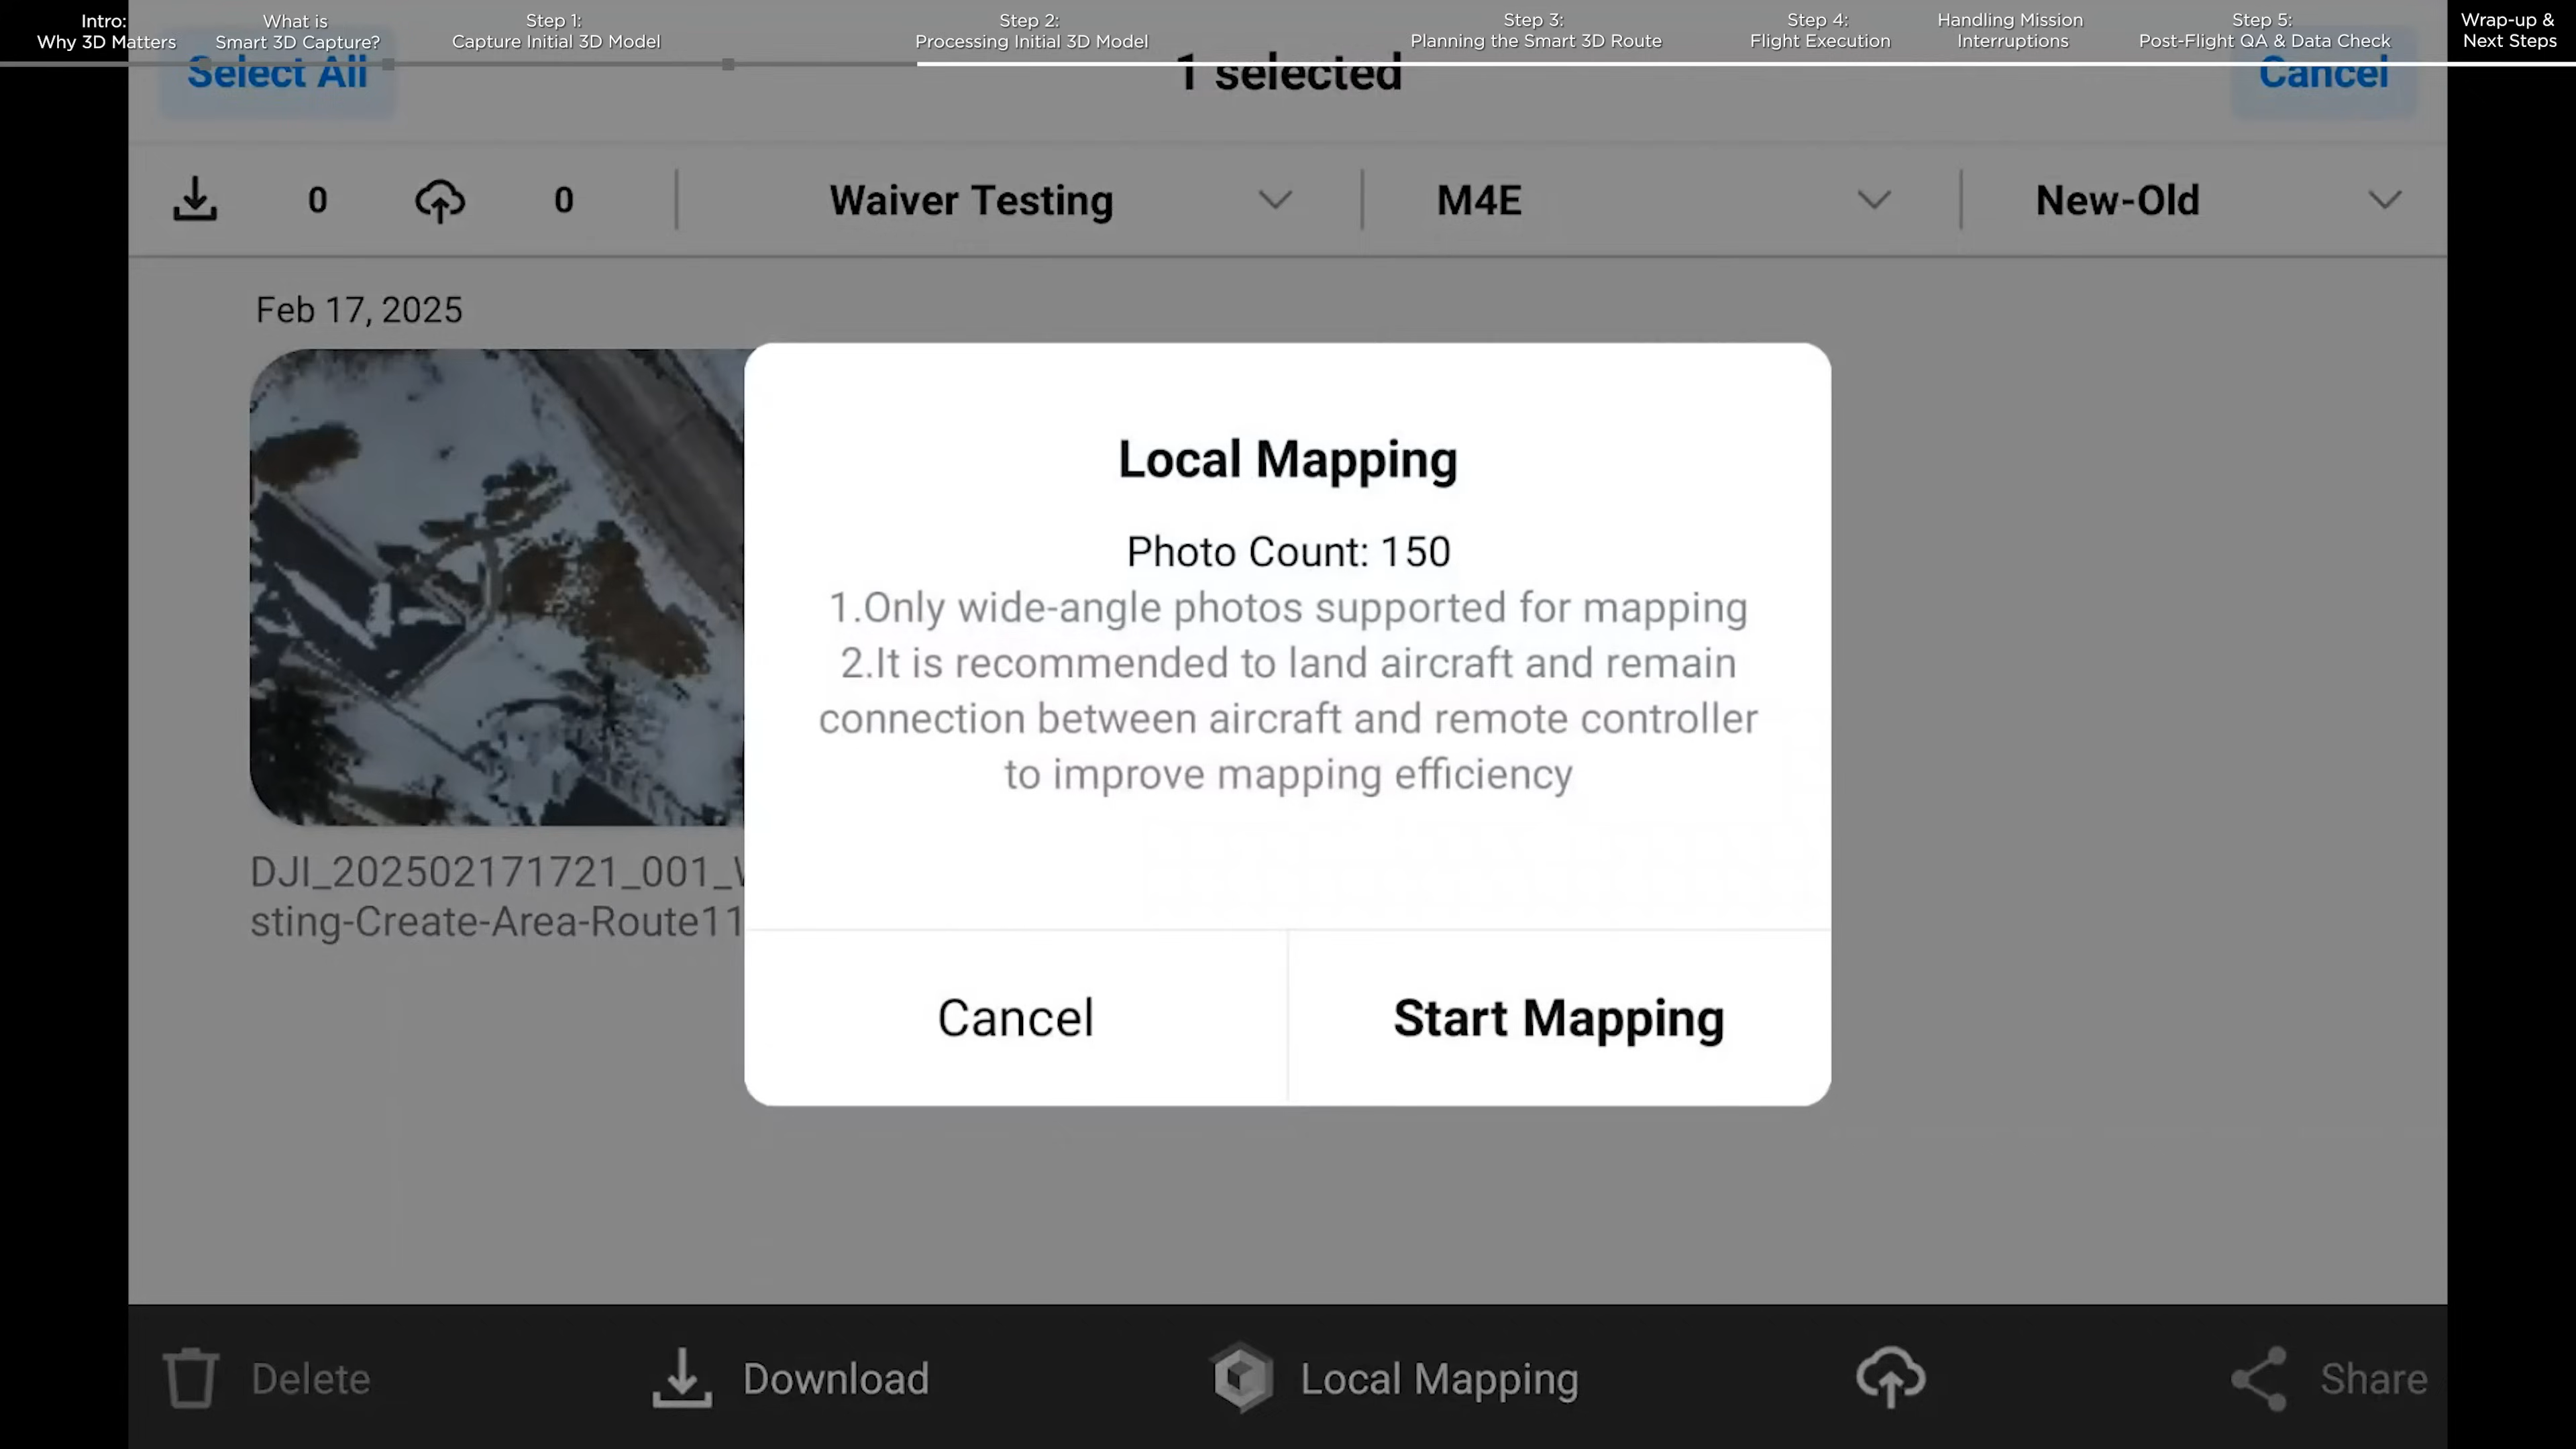 Intro:
Why 3D Matters
What is
Smart 3D Capture?
Step 1:
Capture Initial 3D Model
Step 2:
Processing Initial 3D Model
Step 3:
Planning the Smart 3D Route
Step 4:
Flight Execution
Handling Mission
Interruptions
Step 5:
Post-Flight QA & Data Check
Wrap-up &
Next Steps
Select All
1 selected
Cancel
0
0
Waiver Testing
M4E
New-Old
Feb 17, 2025
DJI_202502171721_001_
sting-Create-Area-Route11
Local Mapping
Photo Count: 150
1.Only wide-angle photos supported for mapping
2.It is recommended to land aircraft and remain
connection between aircraft and remote controller
to improve mapping efficiency
Cancel
Start Mapping
Delete
Download
Local Mapping
Share